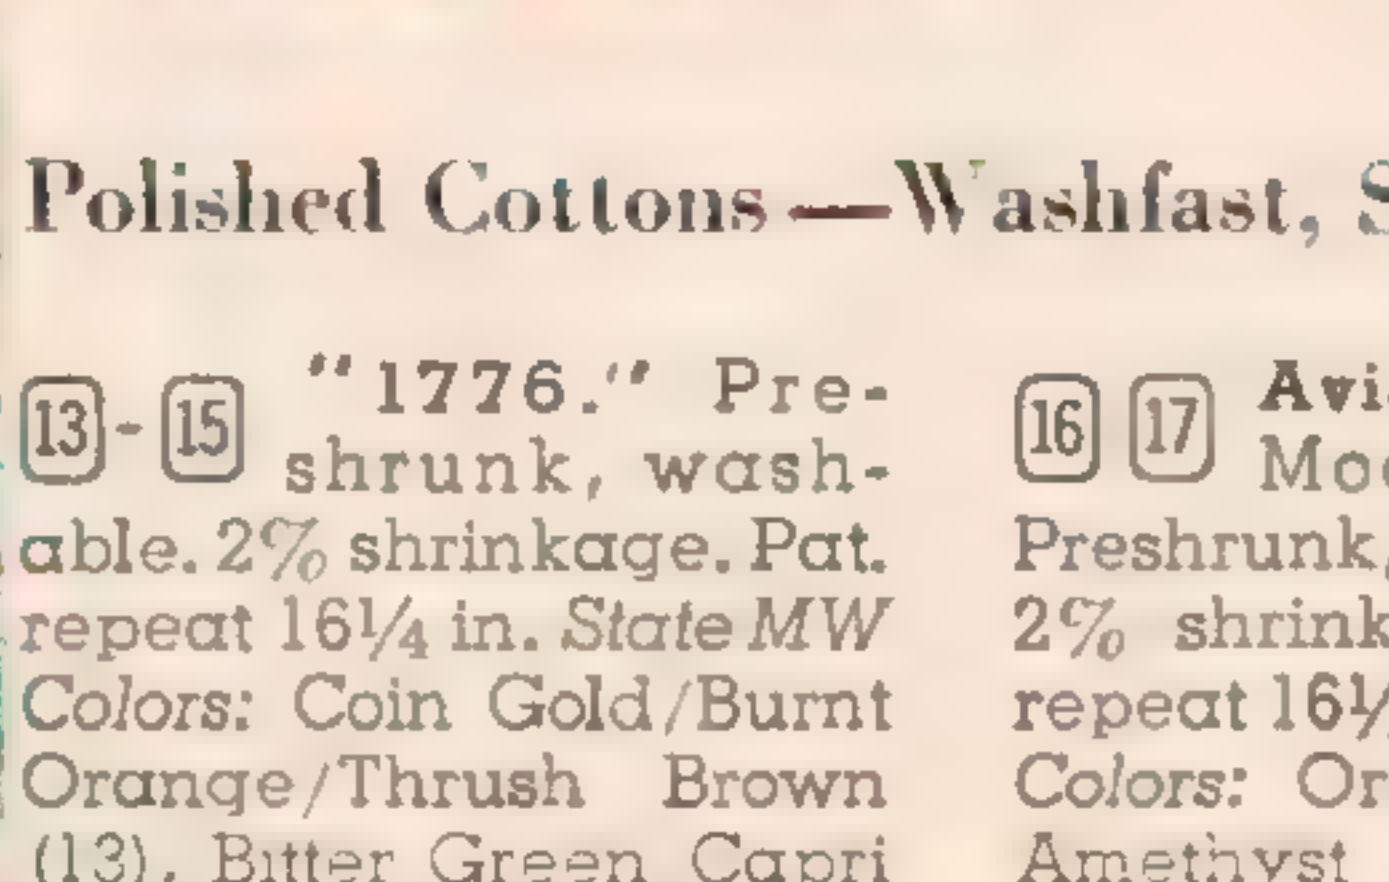 Polished Cottons—Washfast,
13 - 15 "1776." Pre-
shrunk, wash-
able. 2% shrinkage. Pat.
repeat 16¼ in. State MW
Colors: Coin Gold/Burnt
Orange/Thrush Brown
(13), Bitter Green Capri
16 17
Preshrunk,
2%
repeat
Colors:
Amethyst